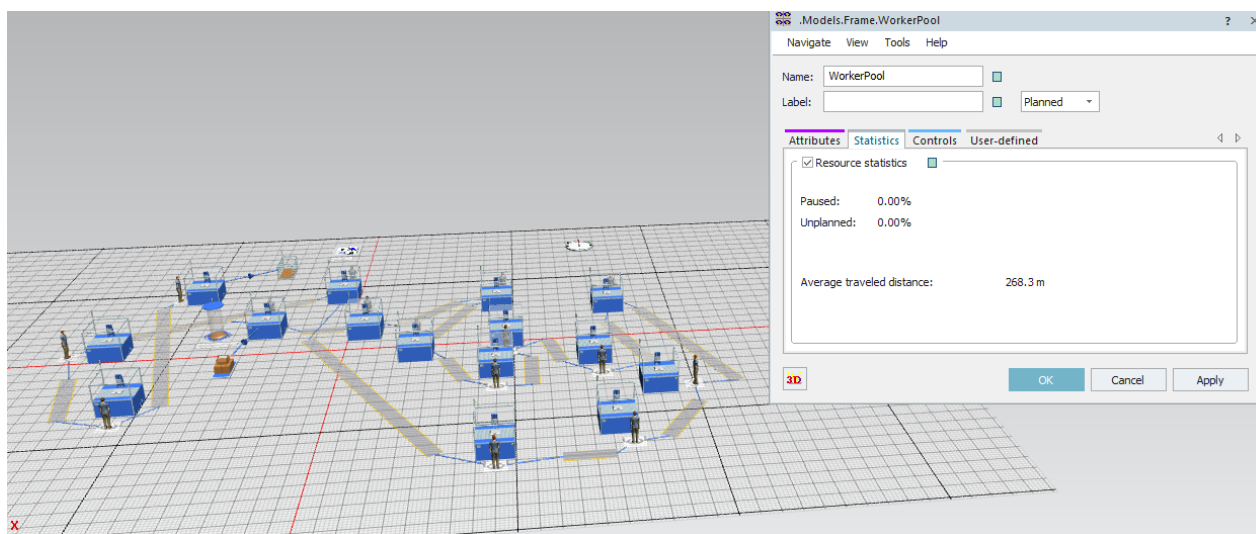 .Models.Frame.WorkerPool ? ×
Navigate View Tools Help
Name: WorkerPool
Label: Planned
Attributes Statistics Controls User-defined
Resource statistics
Paused: 0.00%
Unplanned: 0.00%
Average traveled distance: 268.3 m
3D OK Cancel Apply
X